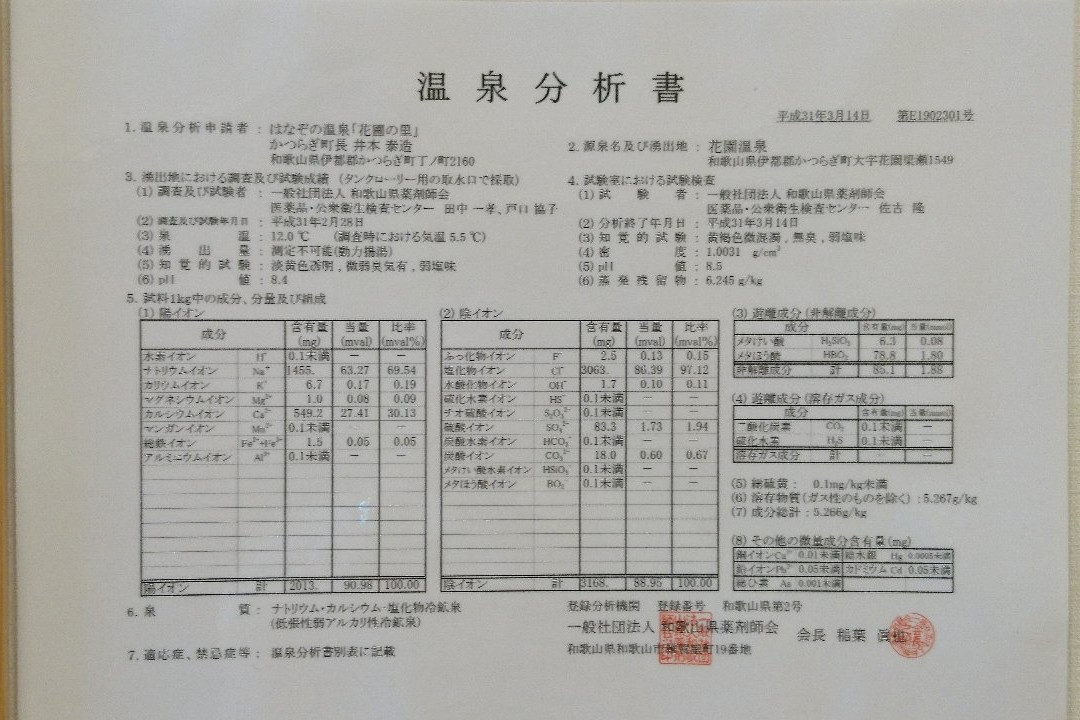 温泉分析書
平成31年3月14日 第E1902301号
1. 温泉分析申請者 : はなぞの温泉「花圃の里」
かつらぎ町長 井本 泰造
和歌山県伊都郡かつらぎ町丁ノ町2160
2. 源泉名及び湧出地 : 花園温泉
和歌山県伊都郡かつらぎ町大字花園梁瀬1549
3. 湧出地における調査及び試験成績 (タンクローリー用の取水口で採取)
(1) 調査及び試験者 : 一般社団法人 和歌山県薬剤師会
医薬品・公衆衛生検査センター 田中 一孝、戸口 協子
(2) 調査及び試験年月日 : 平成31年2月28日
(3) 泉温 : 12.0 ℃ (調査時における気温 5.5 ℃)
(4) 湧出量 : 測定不可能(動力揚湯)
(5) 知覚的試験 : 淡黄色透明 , 微弱臭気有 , 弱塩味
(6) pH値 : 8.4
4. 試験室における試験検査
(1) 試験者 : 一般社団法人 和歌山県薬剤師会
医薬品・公衆衛生検査センター 佐古 隆
(2) 分析終了年月日 : 平成31年3月14日
(3) 知覚的試験 : 黄褐色微混濁 , 無臭 , 弱塩味
(4) 密度 : 1.0031 g/cm³
(5) pH値 : 8.5
(6) 蒸発残留物 : 6.245 g/kg
5. 試料1kg中の成分、分量及び組成
(1) 陽イオン
成分 含有量(mg) 当量(mval) 比率(mval%)
水素イオン H⁺ 0.1未満 － －
ナトリウムイオン Na⁺ 1455. 63.27 69.54
カリウムイオン K⁺ 6.7 0.17 0.19
マグネシウムイオン Mg²⁺ 1.0 0.08 0.09
カルシウムイオン Ca²⁺ 549.2 27.41 30.13
マンガンイオン Mn²⁺ 0.1未満 － －
総鉄イオン Fe²⁺+Fe³⁺ 1.5 0.05 0.05
アルミニウムイオン Al³⁺ 0.1未満 － －
陽イオン 計 2013. 90.98 100.00
(2) 陰イオン
成分 含有量(mg) 当量(mval) 比率(mval%)
ふっ化物イオン F⁻ 2.5 0.13 0.15
塩化物イオン Cl⁻ 3063. 86.39 97.12
水酸化物イオン OH⁻ 1.7 0.10 0.11
硫化水素イオン HS⁻ 0.1未満 － －
チオ硫酸イオン S₂O₃²⁻ 0.1未満 － －
硫酸イオン SO₄²⁻ 83.3 1.73 1.94
炭酸水素イオン HCO₃⁻ 0.1未満 － －
炭酸イオン CO₃²⁻ 18.0 0.60 0.67
メタけい酸水素イオン HSiO₃⁻ 0.1未満 － －
メタほう酸イオン BO₂⁻ 0.1未満 － －
陰イオン 計 3168. 88.95 100.00
(3) 遊離成分 (非解離成分)
成分 含有量(mg) 当量(mmol)
メタけい酸 H₂SiO₃ 6.3 0.08
メタほう酸 HBO₂ 78.8 1.80
非解離成分 計 85.1 1.88
(4) 遊離成分 (溶存ガス成分)
成分 含有量(mg) 当量(mmol)
二酸化炭素 CO₂ 0.1未満 －
硫化水素 H₂S 0.1未満 －
溶存ガス成分 計 － －
(5) 総硫黄 : 0.1mg/kg未満
(6) 溶存物質(ガス性のものを除く) : 5.267g/kg
(7) 成分総計 : 5.266g/kg
(8) その他の微量成分含有量(mg)
銅イオンCu²⁺ 0.01未満 総水銀 Hg 0.0005未満
鉛イオンPb²⁺ 0.05未満 カドミウム Cd 0.05未満
総ひ素 As 0.001未満
6. 泉質 : ナトリウム・カルシウム-塩化物冷鉱泉
(低張性弱アルカリ性冷鉱泉)
7. 適応症、禁忌症等 : 温泉分析書別表に記載
登録分析機関 登録番号 和歌山県第2号
一般社団法人 和歌山県薬剤師会 会長 稲葉 眞也
和歌山県和歌山市雑賀屋町19番地